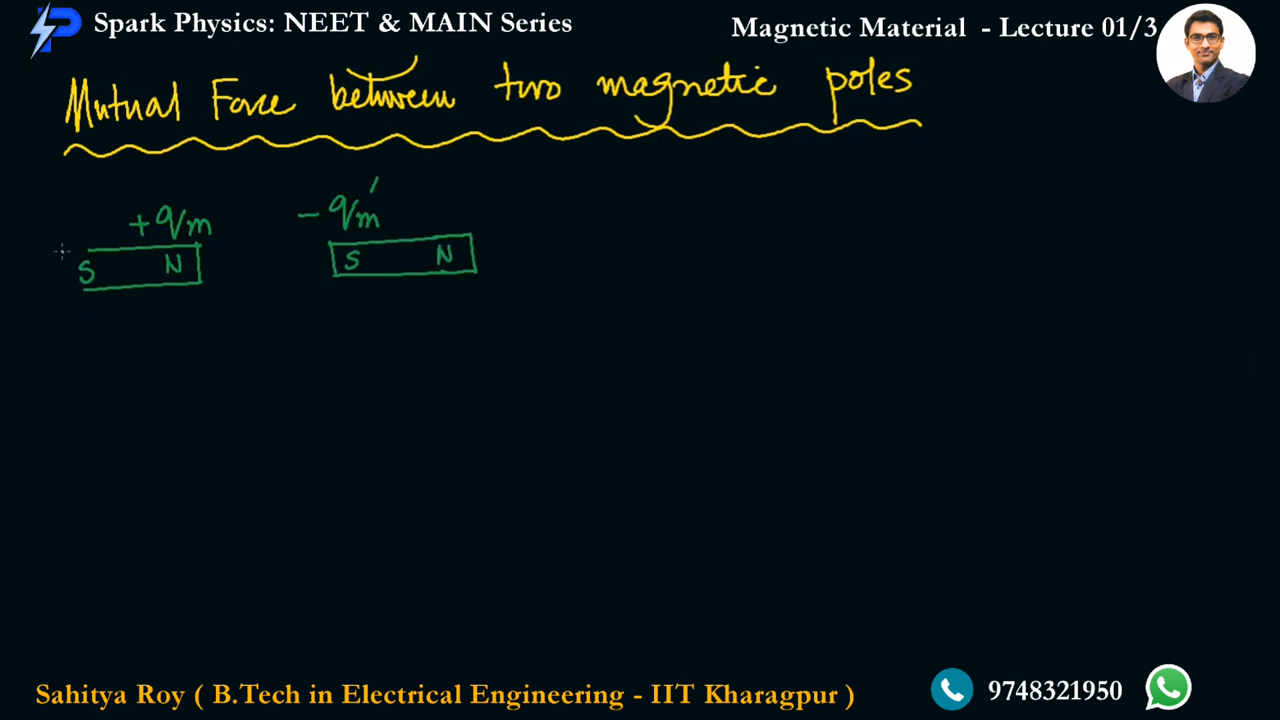 Spark Physics: NEET & MAIN Series
Magnetic Material - Lecture 01/3
Mutual Force between two magnetic poles
+qm -qm′
S N S N
Sahitya Roy ( B.Tech in Electrical Engineering - IIT Kharagpur )
9748321950